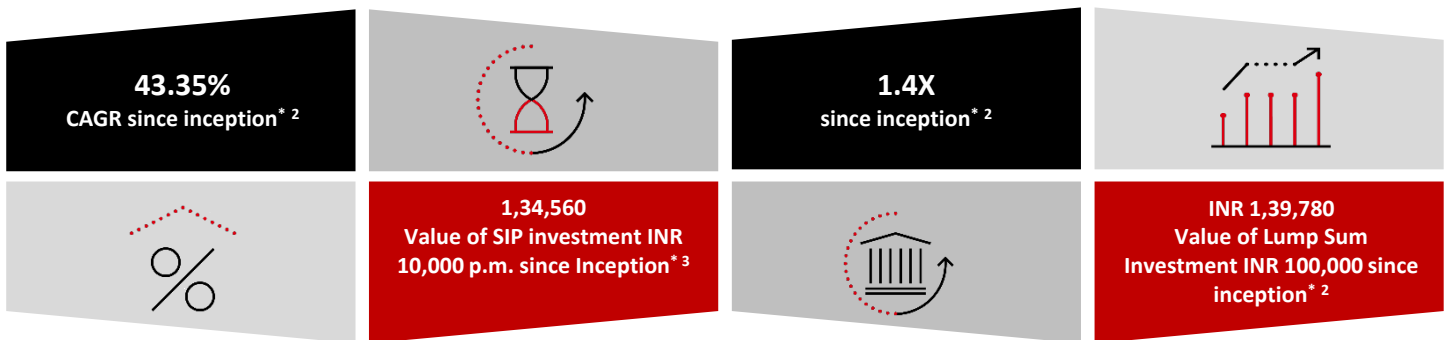 43.35%
CAGR since inception* 2
1.4X
since inception* 2
1,34,560
Value of SIP investment INR
10,000 p.m. since Inception* 3
INR 1,39,780
Value of Lump Sum
Investment INR 100,000 since
inception* 2